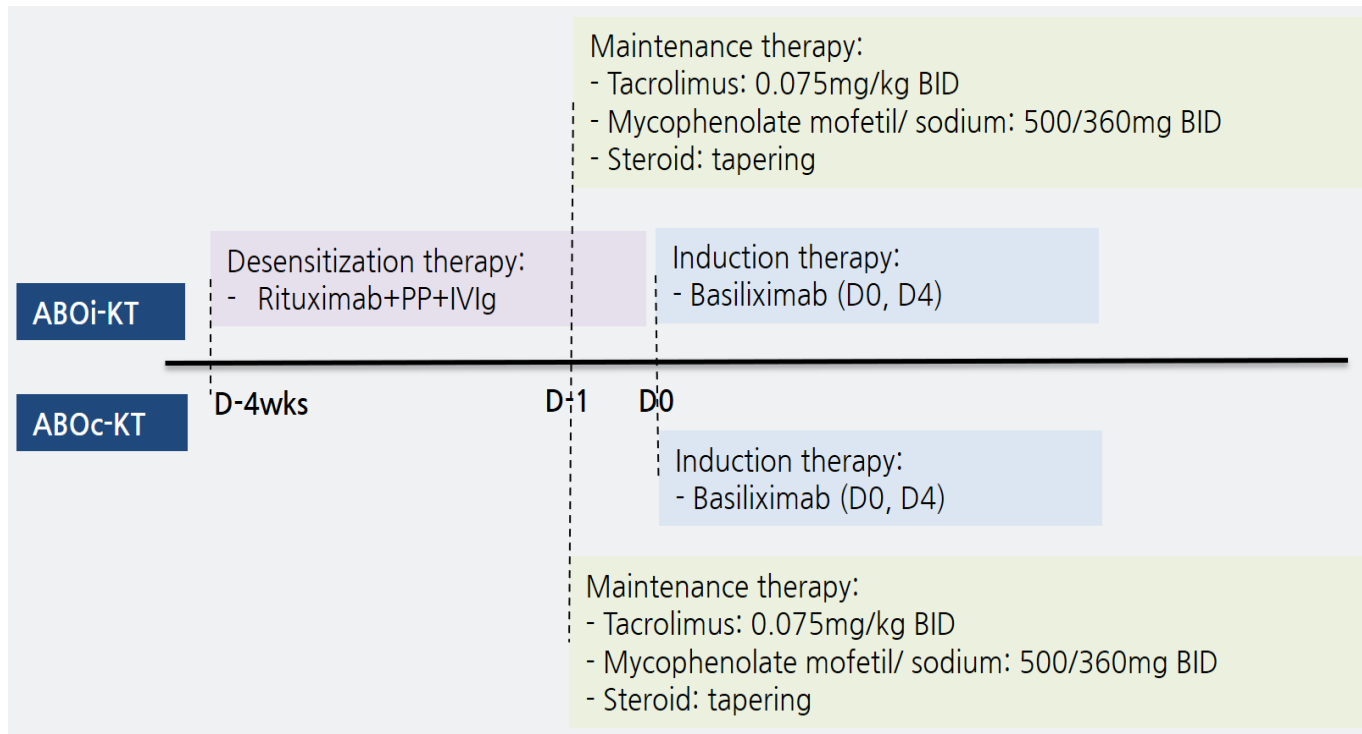 Maintenance therapy:
- Tacrolimus: 0.075mg/kg BID
- Mycophenolate mofetil/ sodium: 500/360mg BID
- Steroid: tapering
Desensitization therapy:
- Rituximab+PP+IVIg
Induction therapy:
- Basiliximab (D0, D4)
ABOi-KT
D-4wks
D-1
D0
ABOc-KT
Induction therapy:
- Basiliximab (D0, D4)
Maintenance therapy:
- Tacrolimus: 0.075mg/kg BID
- Mycophenolate mofetil/ sodium: 500/360mg BID
- Steroid: tapering